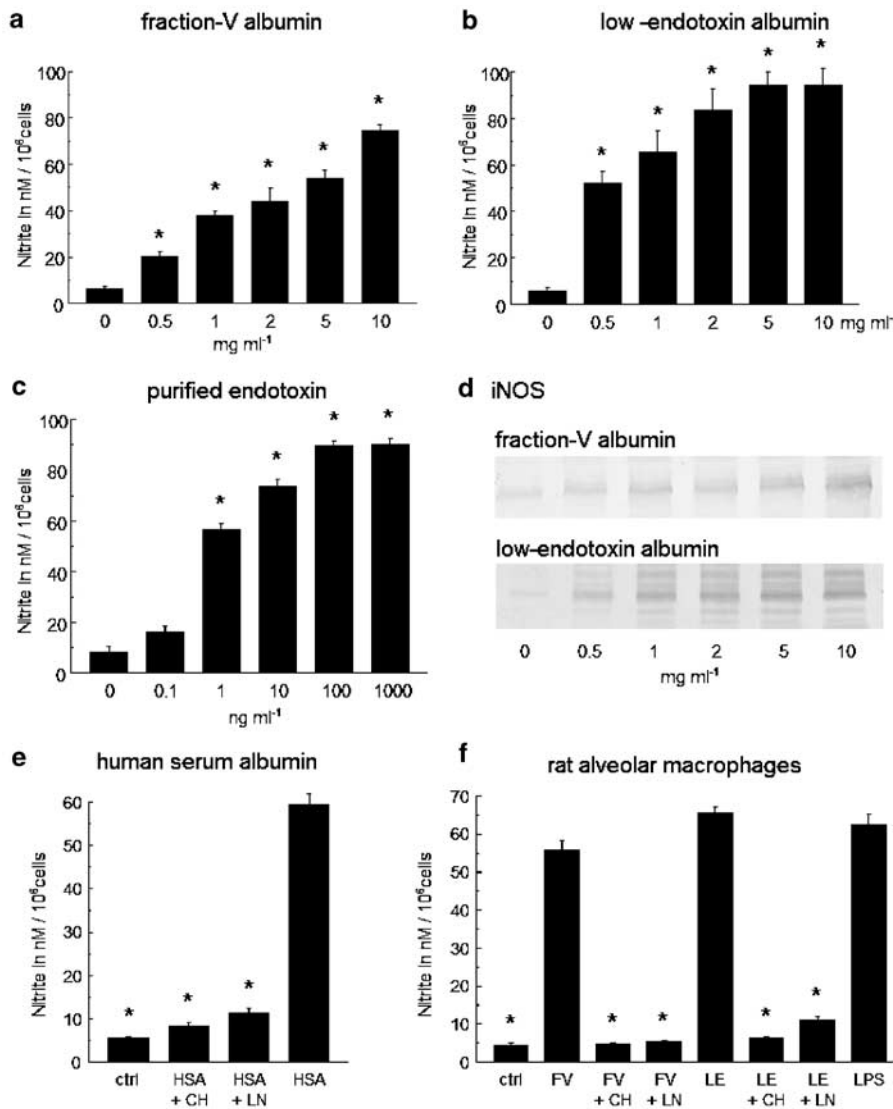 a fraction-V albumin
Nitrite in nM / 10⁶cells
100
80
60
40
20
0
* * * * *
0 0.5 1 2 5 10
mg ml⁻¹
b low -endotoxin albumin
Nitrite in nM / 10⁶cells
100
80
60
40
20
0
* * * * *
0 0.5 1 2 5 10 mg ml⁻
c purified endotoxin
Nitrite in nM / 10⁶cells
100
80
60
40
20
0
* * * *
0 0.1 1 10 100 1000
ng ml⁻¹
d iNOS
fraction-V albumin
low-endotoxin albumin
0 0.5 1 2 5 10
mg ml⁻¹
e human serum albumin
Nitrite in nM / 10⁶cells
60
50
40
30
20
10
0
* * *
ctrl HSA HSA HSA
+ CH + LN
f rat alveolar macrophages
Nitrite in nM / 10⁶cells
70
60
50
40
30
20
10
0
* * * * *
ctrl FV FV FV LE LE LE LPS
+ CH + LN + CH + LN